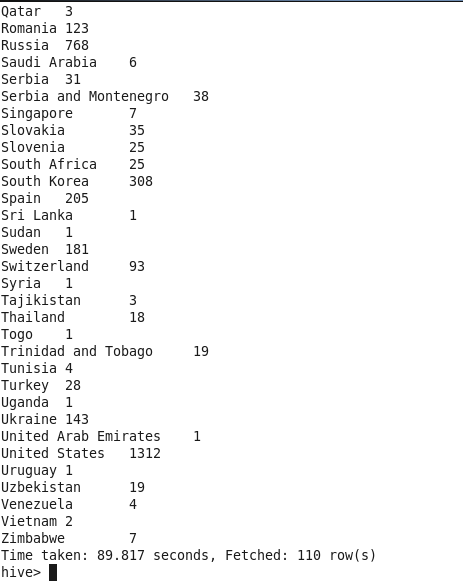 Qatar	3
Romania	123
Russia	768
Saudi Arabia	6
Serbia	31
Serbia and Montenegro	38
Singapore	7
Slovakia	35
Slovenia	25
South Africa	25
South Korea	308
Spain	205
Sri Lanka	1
Sudan	1
Sweden	181
Switzerland	93
Syria	1
Tajikistan	3
Thailand	18
Togo	1
Trinidad and Tobago	19
Tunisia	4
Turkey	28
Uganda	1
Ukraine	143
United Arab Emirates	1
United States	1312
Uruguay	1
Uzbekistan	19
Venezuela	4
Vietnam	2
Zimbabwe	7
Time taken: 89.817 seconds, Fetched: 110 row(s)
hive>